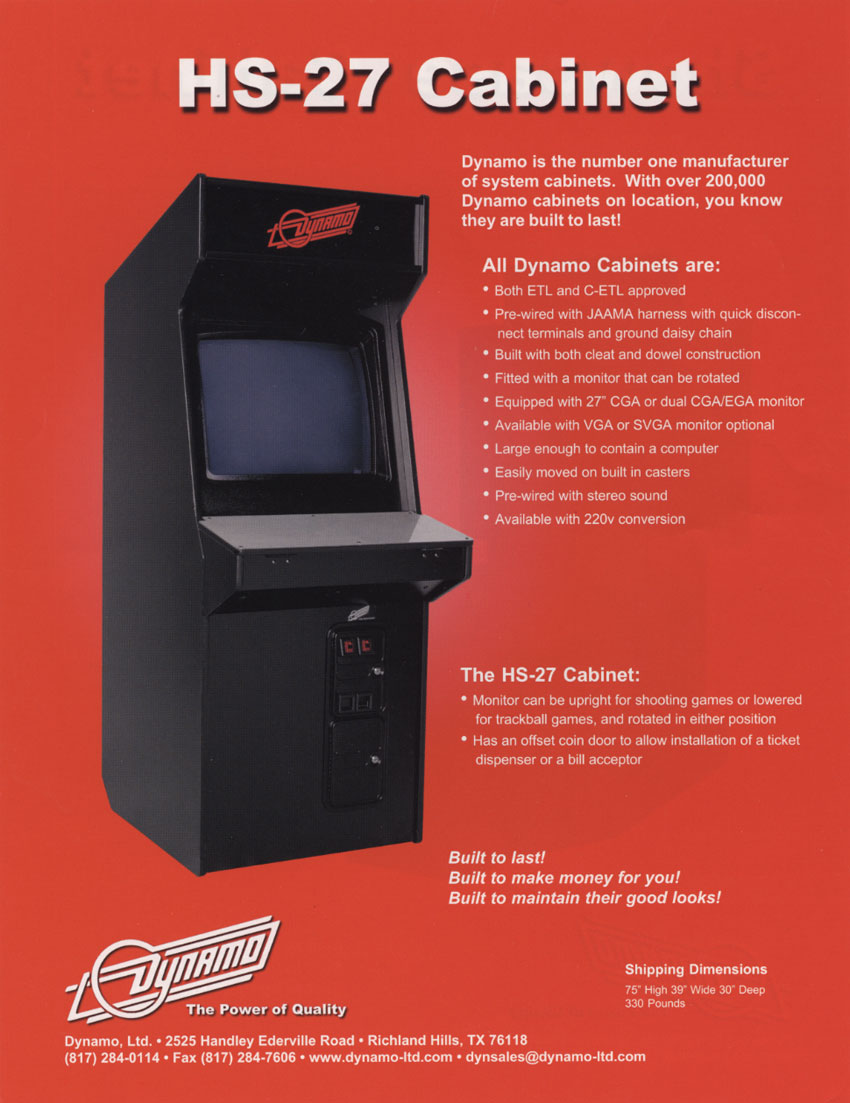 HS-27 Cabinet
Dynamo is the number one manufacturer
of system cabinets. With over 200,000
Dynamo cabinets on location, you know
they are built to last!
DYNAMO
All Dynamo Cabinets are:
• Both ETL and C-ETL approved
• Pre-wired with JAAMA harness with quick discon-
nect terminals and ground daisy chain
• Built with both cleat and dowel construction
• Fitted with a monitor that can be rotated
• Equipped with 27” CGA or dual CGA/EGA monitor
• Available with VGA or SVGA monitor optional
• Large enough to contain a computer
• Easily moved on built in casters
• Pre-wired with stereo sound
• Available with 220v conversion
The HS-27 Cabinet:
• Monitor can be upright for shooting games or lowered
for trackball games, and rotated in either position
• Has an offset coin door to allow installation of a ticket
dispenser or a bill acceptor
Built to last!
Built to make money for you!
Built to maintain their good looks!
DYNAMO
The Power of Quality
Shipping Dimensions
75” High 39” Wide 30” Deep
330 Pounds
Dynamo, Ltd. • 2525 Handley Ederville Road • Richland Hills, TX 76118
(817) 284-0114 • Fax (817) 284-7606 • www.dynamo-ltd.com • dynsales@dynamo-ltd.com